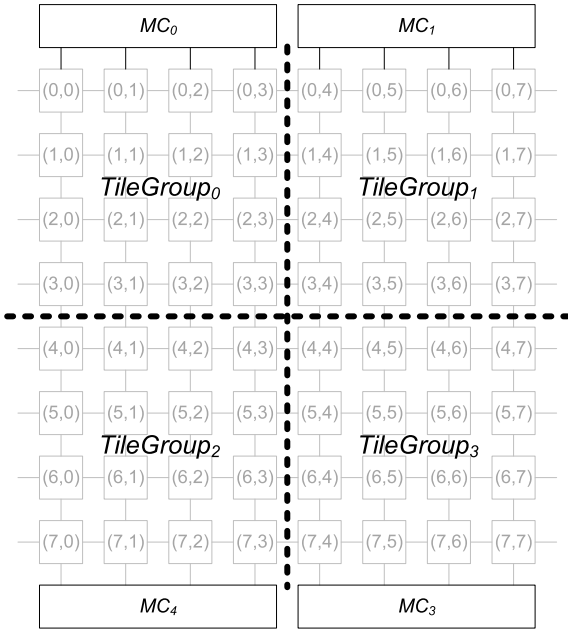 MC0 MC1
(0,0) (0,1) (0,2) (0,3) (0,4) (0,5) (0,6) (0,7)
(1,0) (1,1) (1,2) (1,3) (1,4) (1,5) (1,6) (1,7)
TileGroup0 TileGroup1
(2,0) (2,1) (2,2) (2,3) (2,4) (2,5) (2,6) (2,7)
(3,0) (3,1) (3,2) (3,3) (3,4) (3,5) (3,6) (3,7)
(4,0) (4,1) (4,2) (4,3) (4,4) (4,5) (4,6) (4,7)
(5,0) (5,1) (5,2) (5,3) (5,4) (5,5) (5,6) (5,7)
TileGroup2 TileGroup3
(6,0) (6,1) (6,2) (6,3) (6,4) (6,5) (6,6) (6,7)
(7,0) (7,1) (7,2) (7,3) (7,4) (7,5) (7,6) (7,7)
MC4 MC3